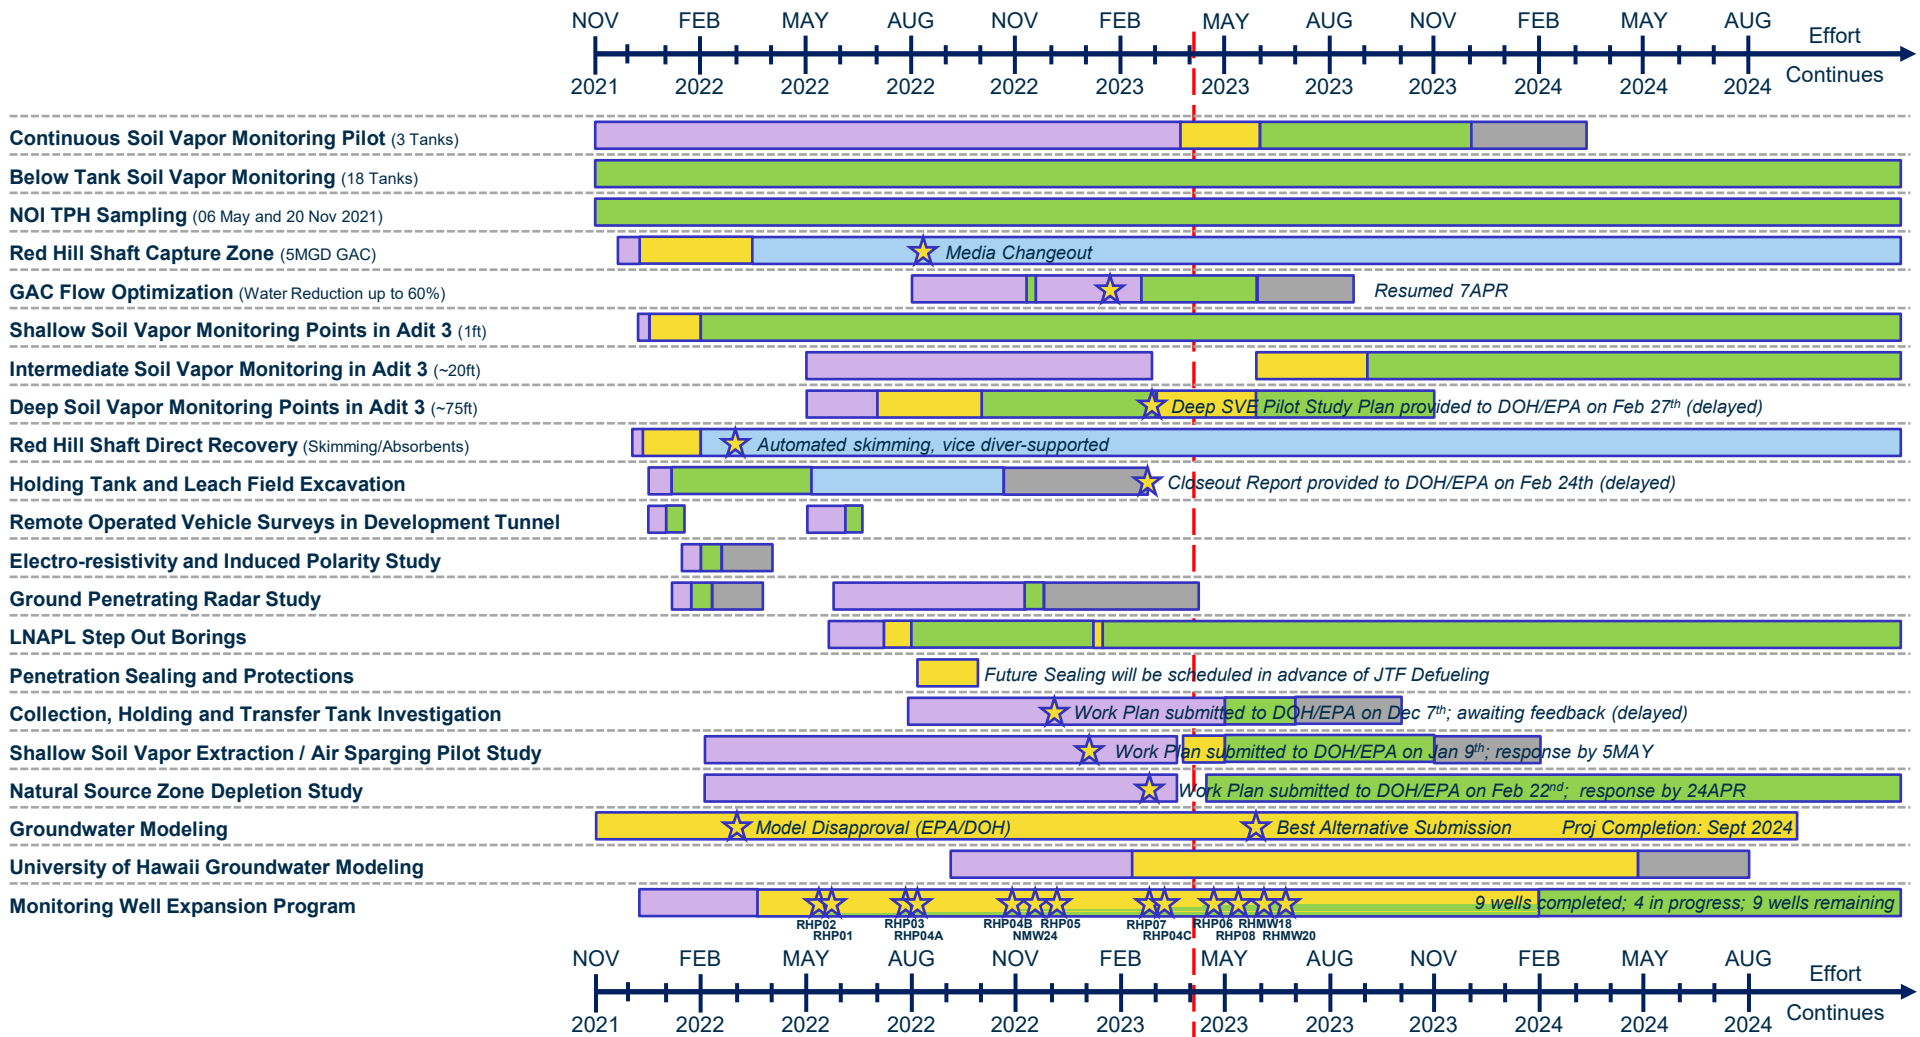 NOV FEB MAY AUG NOV FEB MAY AUG NOV FEB MAY AUG Effort
2021 2022 2022 2022 2022 2023 2023 2023 2023 2024 2024 2024 Continues
Continuous Soil Vapor Monitoring Pilot (3 Tanks)
Below Tank Soil Vapor Monitoring (18 Tanks)
NOI TPH Sampling (06 May and 20 Nov 2021)
Red Hill Shaft Capture Zone (5MGD GAC) Media Changeout
GAC Flow Optimization (Water Reduction up to 60%) Resumed 7APR
Shallow Soil Vapor Monitoring Points in Adit 3 (1ft)
Intermediate Soil Vapor Monitoring in Adit 3 (~20ft)
Deep Soil Vapor Monitoring Points in Adit 3 (~75ft) Deep SVE Pilot Study Plan provided to DOH/EPA on Feb 27th (delayed)
Red Hill Shaft Direct Recovery (Skimming/Absorbents) Automated skimming, vice diver-supported
Holding Tank and Leach Field Excavation Closeout Report provided to DOH/EPA on Feb 24th (delayed)
Remote Operated Vehicle Surveys in Development Tunnel
Electro-resistivity and Induced Polarity Study
Ground Penetrating Radar Study
LNAPL Step Out Borings
Penetration Sealing and Protections Future Sealing will be scheduled in advance of JTF Defueling
Collection, Holding and Transfer Tank Investigation Work Plan submitted to DOH/EPA on Dec 7th; awaiting feedback (delayed)
Shallow Soil Vapor Extraction / Air Sparging Pilot Study Work Plan submitted to DOH/EPA on Jan 9th; response by 5MAY
Natural Source Zone Depletion Study Work Plan submitted to DOH/EPA on Feb 22nd; response by 24APR
Groundwater Modeling Model Disapproval (EPA/DOH) Best Alternative Submission Proj Completion: Sept 2024
University of Hawaii Groundwater Modeling
Monitoring Well Expansion Program 9 wells completed; 4 in progress; 9 wells remaining
RHP02 RHP03 RHP04B RHP05 RHP07 RHP06 RHMW18
RHP01 RHP04A NMW24 RHP04C RHP08 RHMW20
NOV FEB MAY AUG NOV FEB MAY AUG NOV FEB MAY AUG Effort
2021 2022 2022 2022 2022 2023 2023 2023 2023 2024 2024 2024 Continues